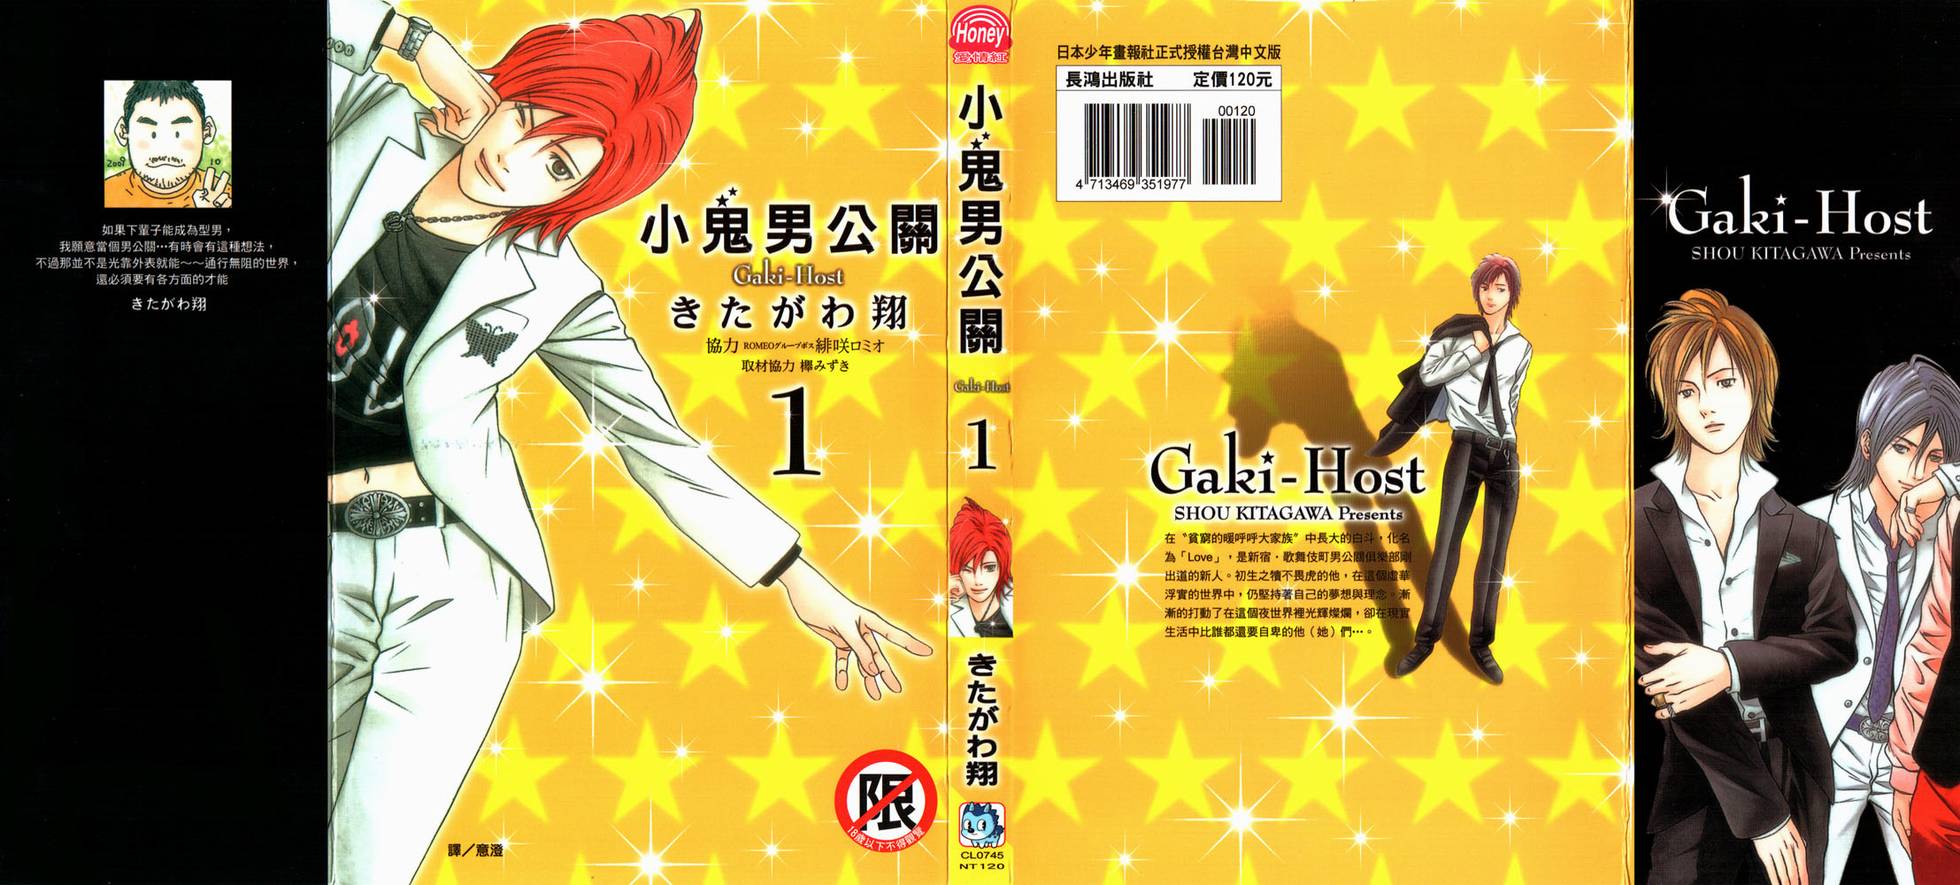 2009
10
如果下輩子能成為型男，
我願意當個男公關…有時會有這種想法，
不過那並不是光靠外表就能～～通行無阻的世界，
還必須要有各方面的才能
きたがわ翔
小鬼男公關
Gaki-Host
きたがわ翔
協力 ROMEOグループボス 緋咲ロミオ
取材協力 欅みずき
1
限
18歲以下不得觀覽
譯／意澄
Honey
愛情紅
小鬼男公關
Gaki-Host
1
きたがわ翔
CL0745
NT120
日本少年畫報社正式授權台灣中文版
長鴻出版社 定價120元
00120
4 713469 351977
Gaki-Host
SHOU KITAGAWA Presents
在〝貧窮的暖呼呼大家族〞中長大的白斗，化名
為「Love」，是新宿・歌舞伎町男公關俱樂部剛
出道的新人。初生之犢不畏虎的他，在這個虛華
浮實的世界中，仍堅持著自己的夢想與理念。漸
漸的打動了在這個夜世界裡光輝燦爛，卻在現實
生活中比誰都還要自卑的他（她）們…。
Gaki-Host
SHOU KITAGAWA Presents